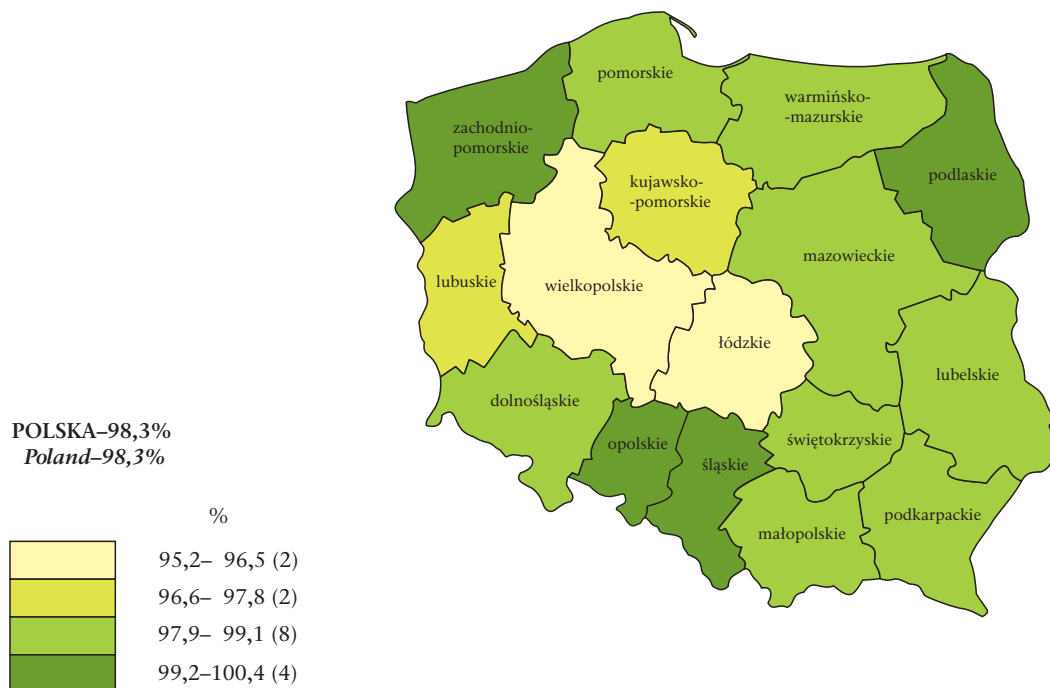 pomorskie
warmińsko-
-mazurskie
zachodnio-
pomorskie
podlaskie
kujawsko-
-pomorskie
mazowieckie
lubuskie
wielkopolskie
łódzkie
lubelskie
dolnośląskie
świętokrzyskie
opolskie
śląskie
podkarpackie
małopolskie
POLSKA–98,3%
Poland–98,3%
%
95,2– 96,5 (2)
96,6– 97,8 (2)
97,9– 99,1 (8)
99,2–100,4 (4)